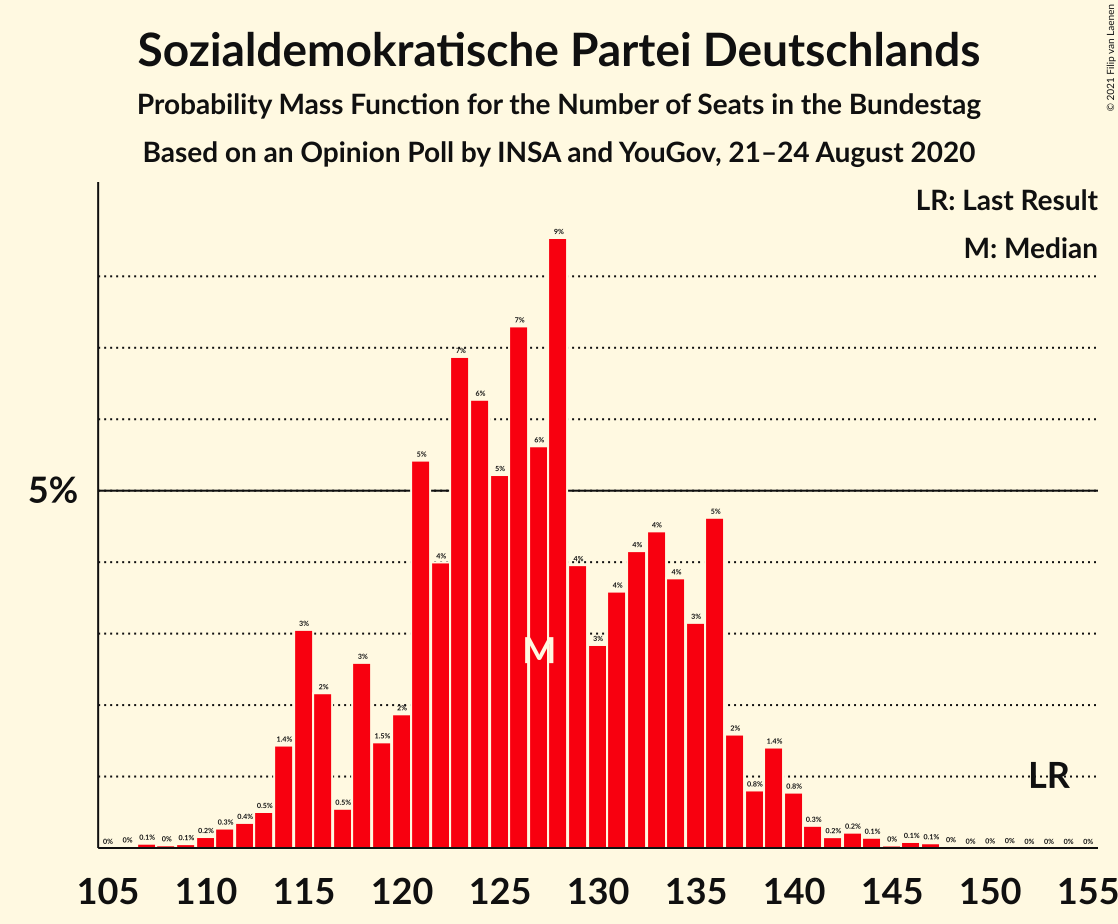 Sozialdemokratische Partei Deutschlands
Probability Mass Function for the Number of Seats in the Bundestag
Based on an Opinion Poll by INSA and YouGov, 21–24 August 2020
© 2021 Filip van Laenen
LR: Last Result
M: Median
5%
0% 0% 0.1% 0% 0.1% 0.2% 0.3% 0.4% 0.5% 1.4% 3% 2% 0.5% 3% 1.5% 2% 5% 4% 7% 6% 5% 7% 6% 9% 4% 3% 4% 4% 4% 4% 3% 5% 2% 0.8% 1.4% 0.8% 0.3% 0.2% 0.2% 0.1% 0% 0.1% 0.1% 0% 0% 0% 0% 0% 0% 0% 0%
M
LR
105 110 115 120 125 130 135 140 145 150 155